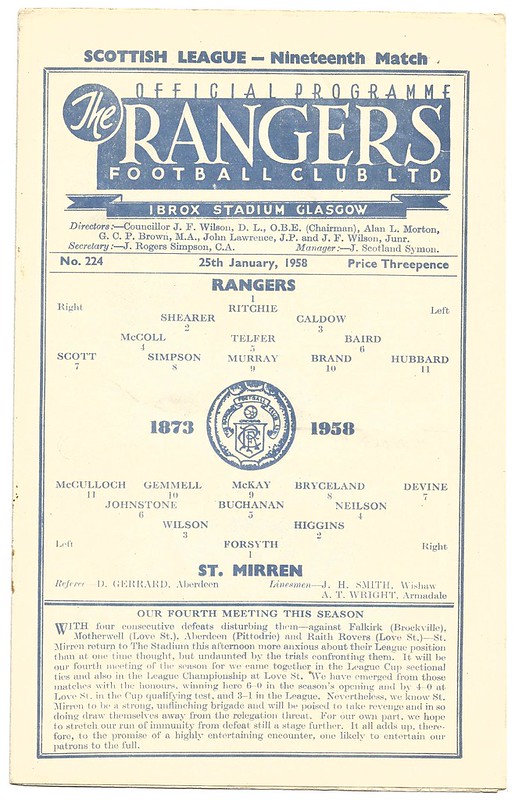 SCOTTISH LEAGUE — Nineteenth Match
OFFICIAL PROGRAMME
The RANGERS
FOOTBALL CLUB LTD
IBROX STADIUM GLASGOW
Directors:—Councillor J. F. Wilson, D. L., O.B.E. (Chairman), Alan L. Morton,
G. C. P. Brown, M.A., John Lawrence, J.P. and J. F. Wilson, Junr.
Secretary:—J. Rogers Simpson, C.A. Manager:—J. Scotland Symon.
No. 224 25th January, 1958 Price Threepence
RANGERS
1
Right RITCHIE Left
SHEARER CALDOW
2 3
McCOLL TELFER BAIRD
4 5 6
SCOTT SIMPSON MURRAY BRAND HUBBARD
7 8 9 10 11
1873 1958
McCULLOCH GEMMELL McKAY BRYCELAND DEVINE
11 10 9 8 7
JOHNSTONE BUCHANAN NEILSON
6 5 4
WILSON HIGGINS
3 2
Left FORSYTH Right
1
ST. MIRREN
Referee—D. GERRARD, Aberdeen Linesmen—J. H. SMITH, Wishaw
A. T. WRIGHT, Armadale
OUR FOURTH MEETING THIS SEASON
WITH four consecutive defeats disturbing them—against Falkirk (Brockville),
Motherwell (Love St.), Aberdeen (Pittodrie) and Raith Rovers (Love St.)—St.
Mirren return to The Stadium this afternoon more anxious about their League position
than at one time thought, but undaunted by the trials confronting them. It will be
our fourth meeting of the season for we came together in the League Cup sectional
ties and also in the League Championship at Love St. We have emerged from those
matches with the honours, winning here 6-0 in the season's opening and by 4-0 at
Love St. in the Cup qualifying test, and 3-1 in the League. Nevertheless, we know St.
Mirren to be a strong, unflinching brigade and will be poised to take revenge and in so
doing draw themselves away from the relegation threat. For our own part, we hope
to stretch our run of immunity from defeat still a stage further. It all adds up, there-
fore, to the promise of a highly entertaining encounter, one likely to entertain our
patrons to the full.